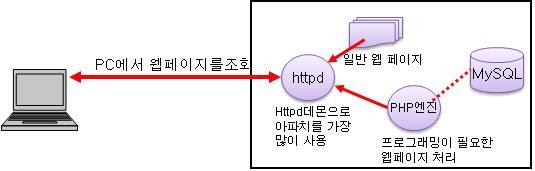 PC에서 웹페이지를조회
일반 웹 페이지
httpd
MySQL
PHP엔진
Httpd데몬으로
아파치를 가장
많이 사용
프로그래밍이 필요한
웹페이지 처리